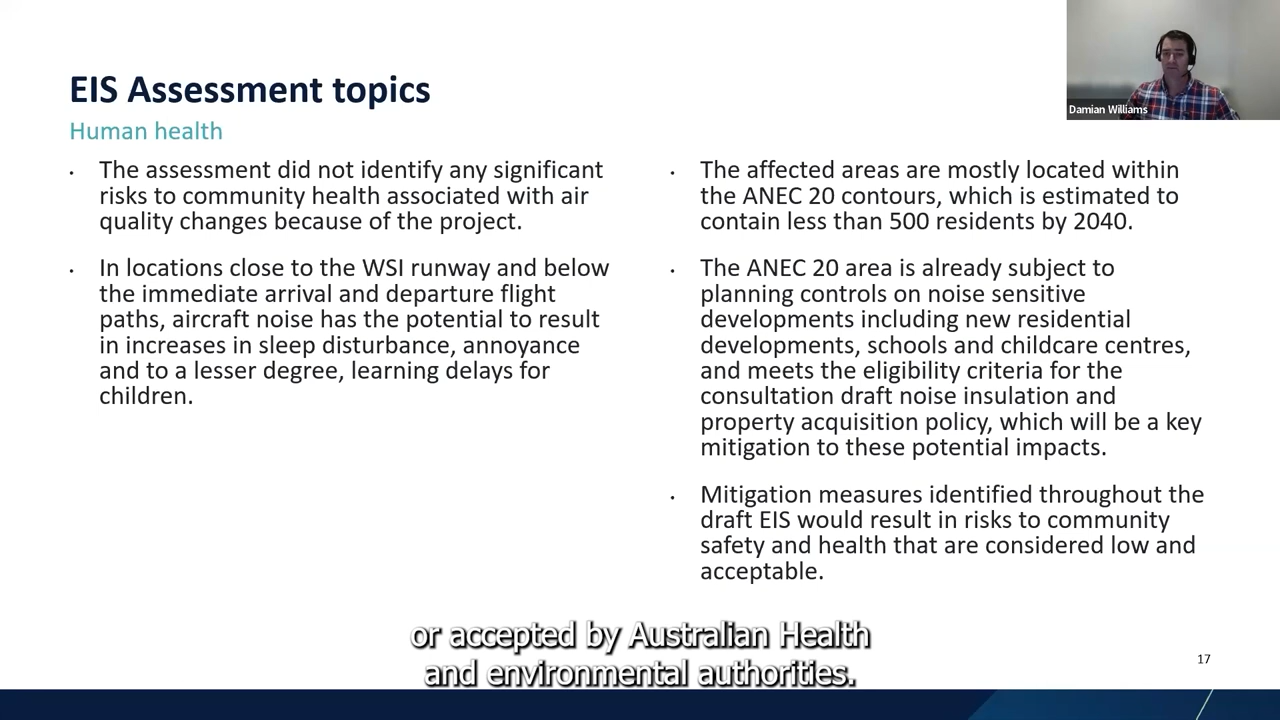 EIS Assessment topics
Human health
• The assessment did not identify any significant
risks to community health associated with air
quality changes because of the project.
• In locations close to the WSI runway and below
the immediate arrival and departure flight
paths, aircraft noise has the potential to result
in increases in sleep disturbance, annoyance
and to a lesser degree, learning delays for
children.
• The affected areas are mostly located within
the ANEC 20 contours, which is estimated to
contain less than 500 residents by 2040.
• The ANEC 20 area is already subject to
planning controls on noise sensitive
developments including new residential
developments, schools and childcare centres,
and meets the eligibility criteria for the
consultation draft noise insulation and
property acquisition policy, which will be a key
mitigation to these potential impacts.
• Mitigation measures identified throughout the
draft EIS would result in risks to community
safety and health that are considered low and
acceptable.
Damian Williams
or accepted by Australian Health
and environmental authorities.
17